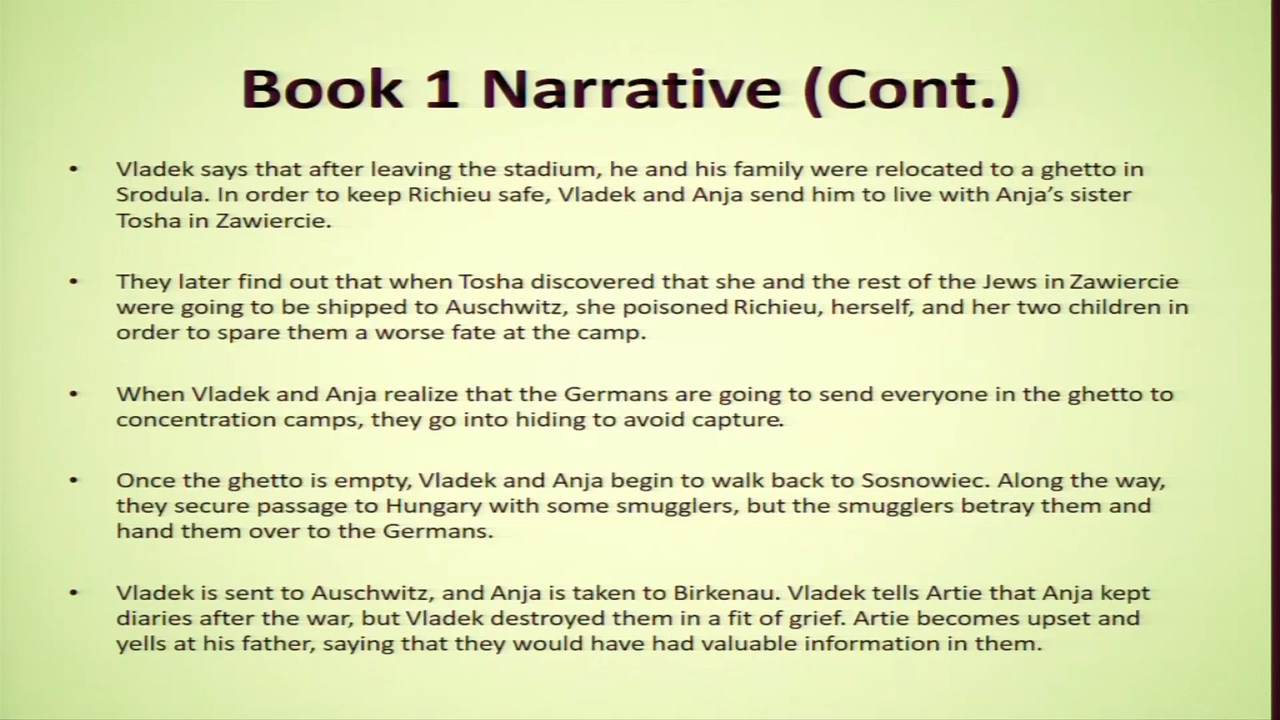 Book 1 Narrative (Cont.)
• Vladek says that after leaving the stadium, he and his family were relocated to a ghetto in
Srodula. In order to keep Richieu safe, Vladek and Anja send him to live with Anja’s sister
Tosha in Zawiercie.
• They later find out that when Tosha discovered that she and the rest of the Jews in Zawiercie
were going to be shipped to Auschwitz, she poisoned Richieu, herself, and her two children in
order to spare them a worse fate at the camp.
• When Vladek and Anja realize that the Germans are going to send everyone in the ghetto to
concentration camps, they go into hiding to avoid capture.
• Once the ghetto is empty, Vladek and Anja begin to walk back to Sosnowiec. Along the way,
they secure passage to Hungary with some smugglers, but the smugglers betray them and
hand them over to the Germans.
• Vladek is sent to Auschwitz, and Anja is taken to Birkenau. Vladek tells Artie that Anja kept
diaries after the war, but Vladek destroyed them in a fit of grief. Artie becomes upset and
yells at his father, saying that they would have had valuable information in them.